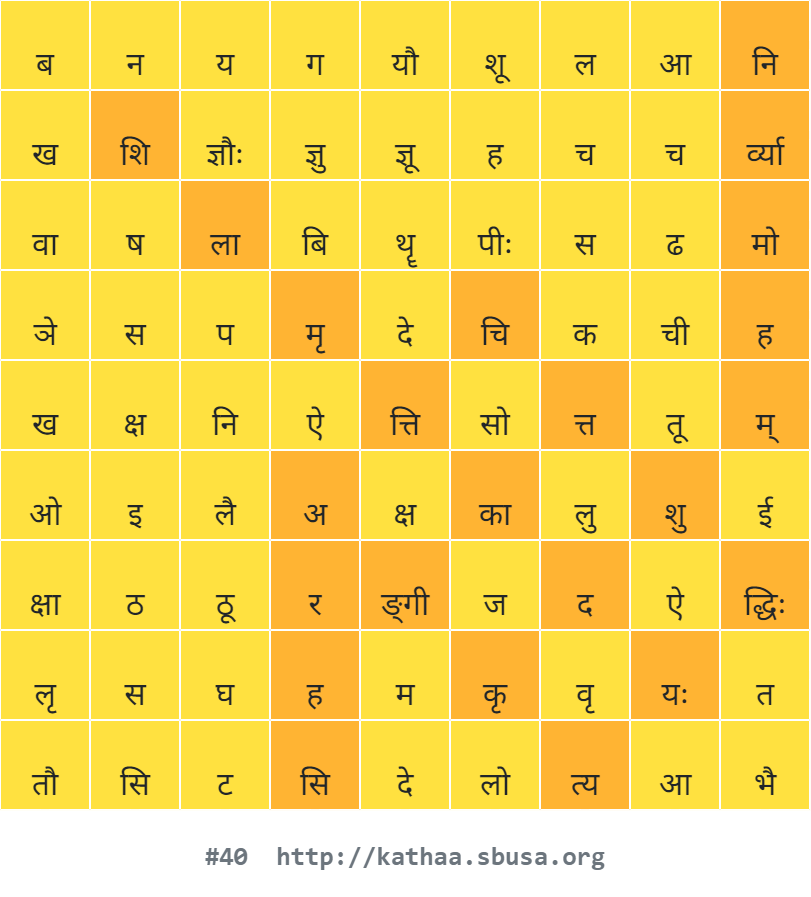 ब न य ग यौ शू ल आ नि
ख शि ज्ञौः ज्ञु ज्ञू ह च च र्व्या
वा ष ला बि थॄ पीः स ढ मो
ञे स प मृ दे चि क ची ह
ख क्ष नि ऐ त्ति सो त्त तू म्
ओ इ लै अ क्ष का लु शु ई
क्षा ठ ठू र ङ्गी ज द ऐ द्धिः
लृ स घ ह म कृ वृ यः त
तौ सि ट सि दे लो त्य आ भै
#40 http://kathaa.sbusa.org